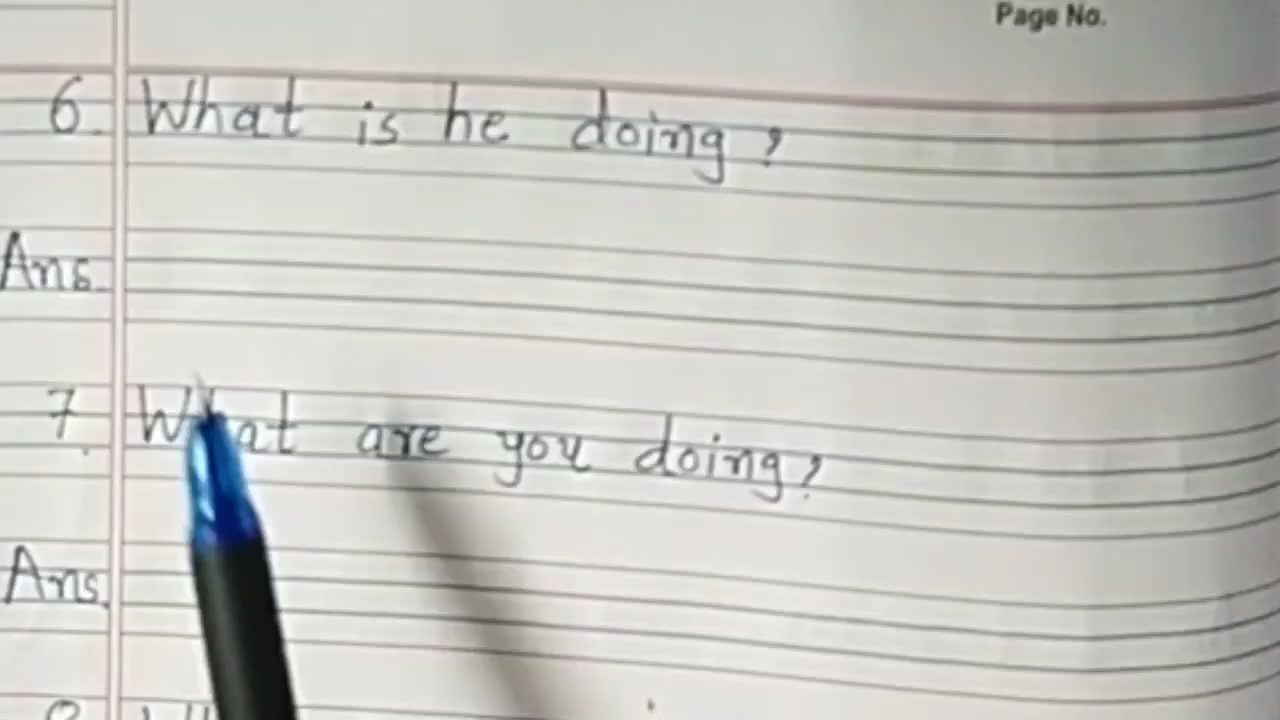 Page No.
6. What is he doing?
Ans.
7. What are you doing?
Ans.